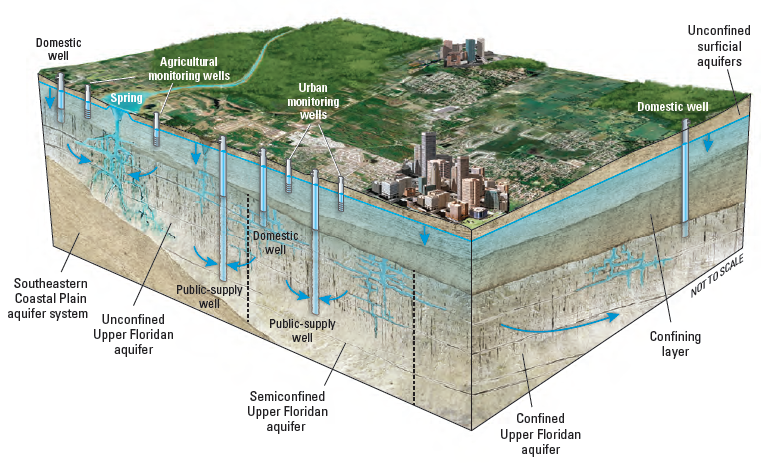 Domestic
well
Agricultural
monitoring wells
Spring
Urban
monitoring
wells
Unconfined
surficial
aquifers
Domestic well
Domestic
well
Public-supply
well
Public-supply
well
NOT TO SCALE
Southeastern
Coastal Plain
aquifer system
Unconfined
Upper Floridan
aquifer
Confining
layer
Semiconfined
Upper Floridan
aquifer
Confined
Upper Floridan
aquifer